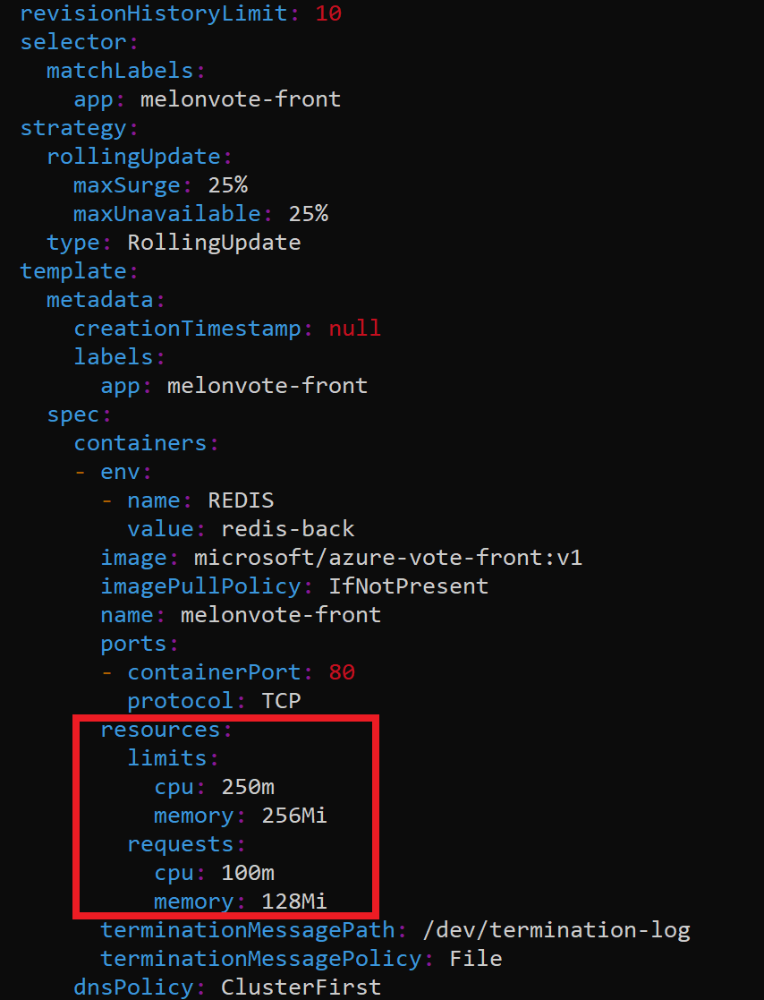 revisionHistoryLimit: 10
selector:
  matchLabels:
    app: melonvote-front
strategy:
  rollingUpdate:
    maxSurge: 25%
    maxUnavailable: 25%
  type: RollingUpdate
template:
  metadata:
    creationTimestamp: null
    labels:
      app: melonvote-front
  spec:
    containers:
    - env:
      - name: REDIS
        value: redis-back
      image: microsoft/azure-vote-front:v1
      imagePullPolicy: IfNotPresent
      name: melonvote-front
      ports:
      - containerPort: 80
        protocol: TCP
      resources:
        limits:
          cpu: 250m
          memory: 256Mi
        requests:
          cpu: 100m
          memory: 128Mi
      terminationMessagePath: /dev/termination-log
      terminationMessagePolicy: File
    dnsPolicy: ClusterFirst